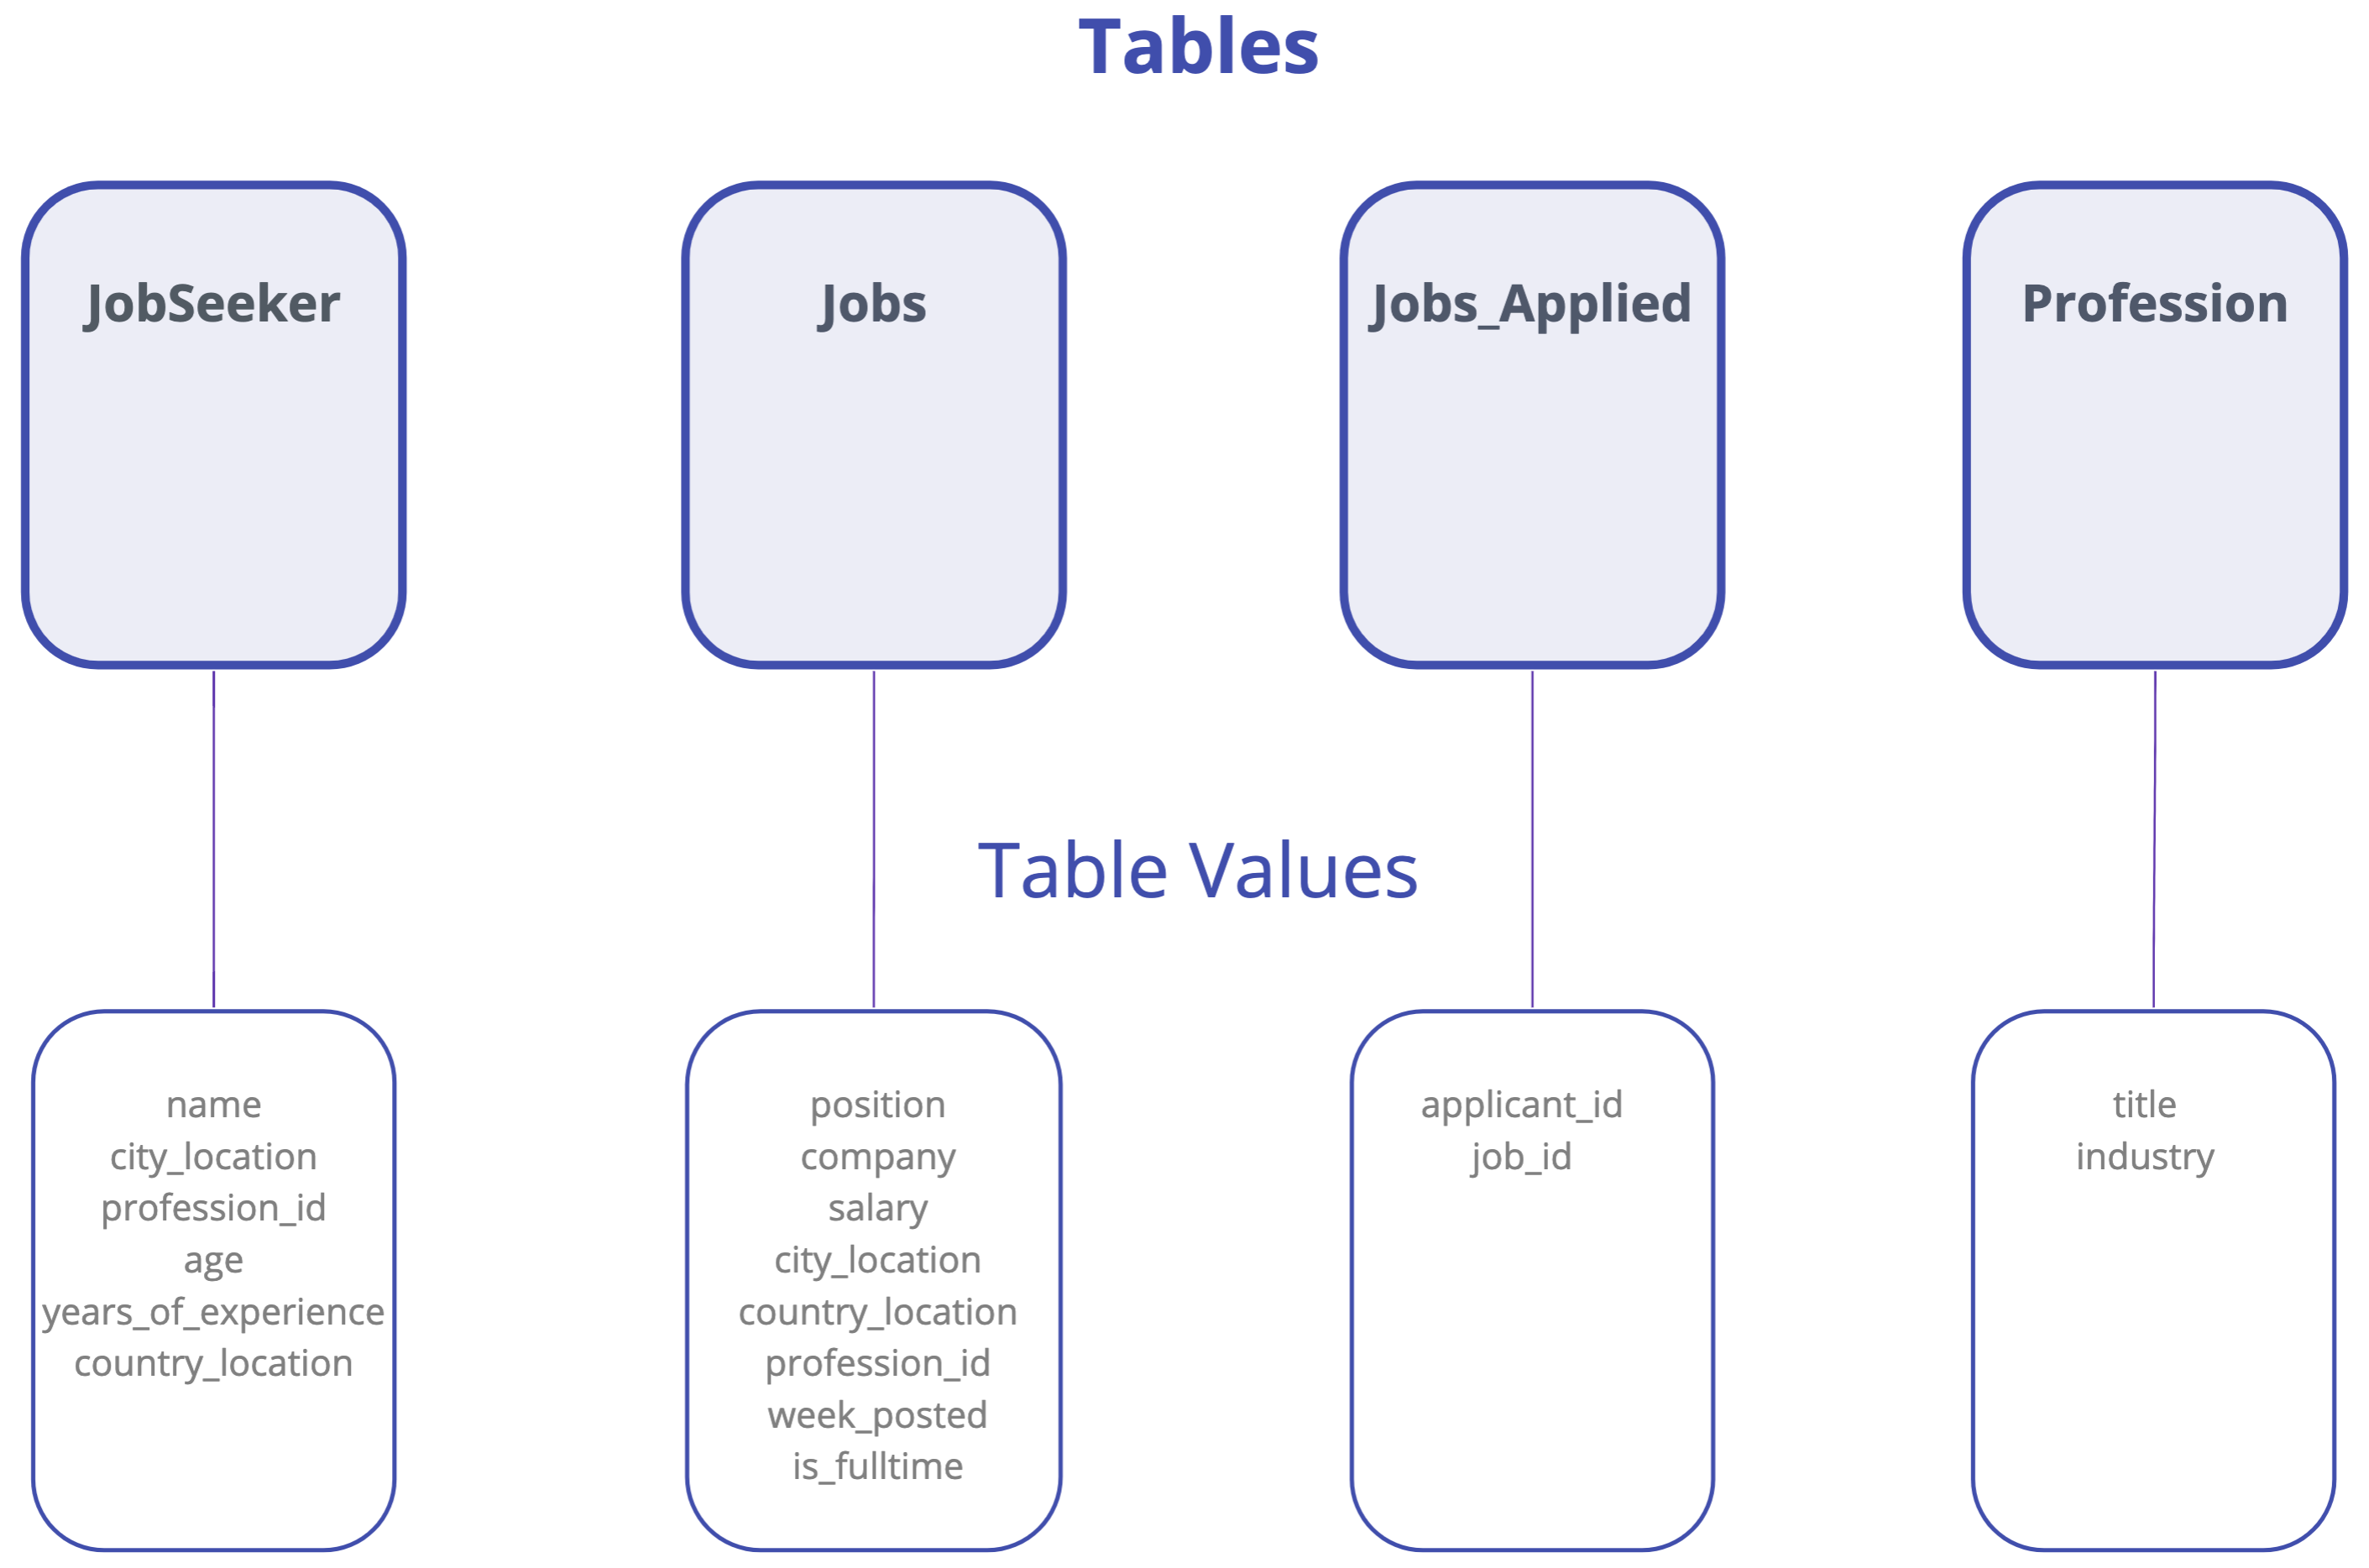 Tables
JobSeeker
Jobs
Jobs_Applied
Profession
Table Values
name
city_location
profession_id
age
years_of_experience
country_location
position
company
salary
city_location
country_location
profession_id
week_posted
is_fulltime
applicant_id
job_id
title
industry